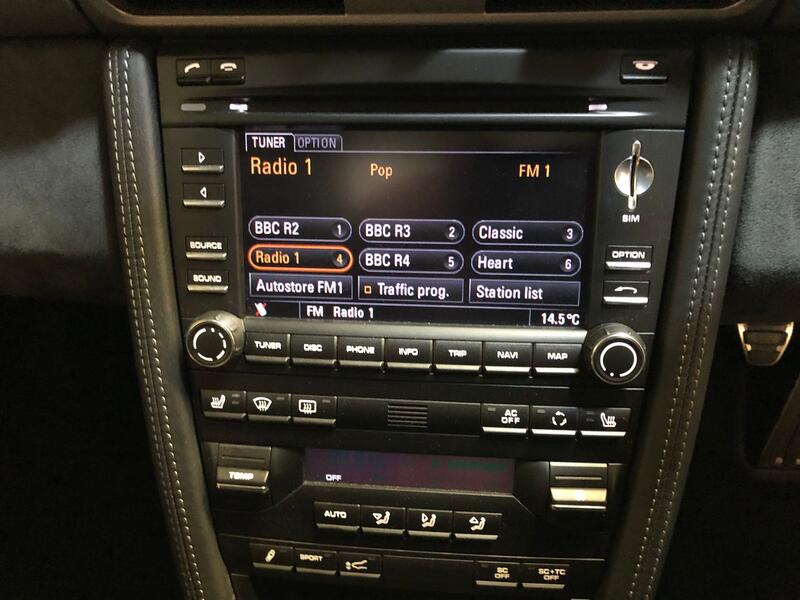 TUNER OPTION
Radio 1 Pop FM 1
BBC R2 1 BBC R3 2 Classic 3
Radio 1 4 BBC R4 5 Heart 6
Autostore FM1 Traffic prog. Station list
FM Radio 1 14.5°C
SIM
SOURCE
SOUND
OPTION
TUNER DISC PHONE INFO TRIP NAVI MAP
AC OFF
TEMP
OFF
AUTO
SPORT
SC OFF SC+TC OFF